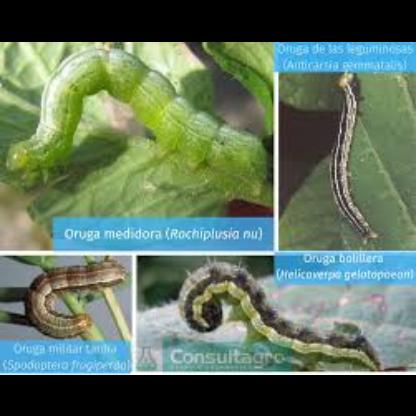 Oruga de las leguminosas
(Anticarsia gemmatalis)
Oruga medidora (Rachiplusia nu)
Oruga bolillera
(Helicoverpa gelotopoeon)
Oruga militar tardía
(Spodoptera frugiperda)
Consultagro